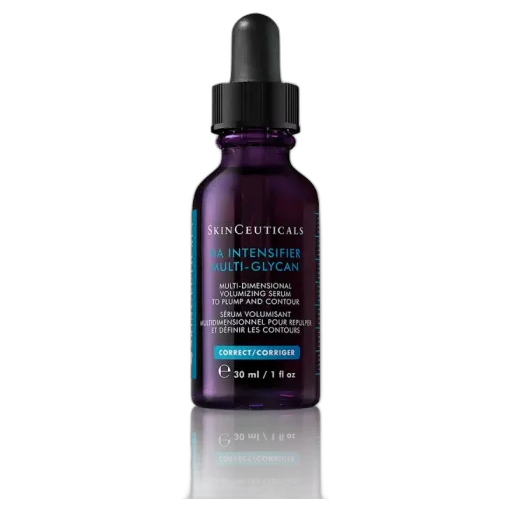 SKINCEUTICALS
HA INTENSIFIER
MULTI-GLYCAN
MULTI-DIMENSIONAL
VOLUMIZING SERUM
TO PLUMP AND CONTOUR
SÉRUM VOLUMISANT
MULTIDIMENSIONNEL POUR REPULPER
ET DÉFINIR LES CONTOURS
CORRECT/CORRIGER
℮ 30 ml / 1 fl oz